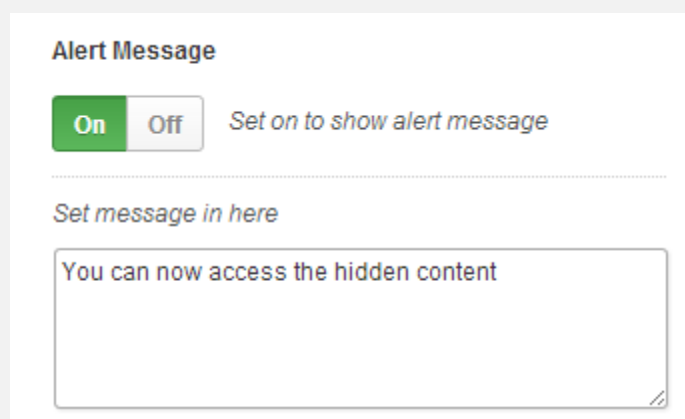 Alert Message
On Off Set on to show alert message
Set message in here
You can now access the hidden content